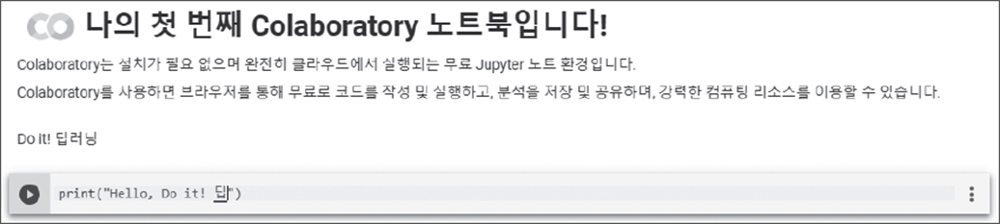 CO 나의 첫 번째 Colaboratory 노트북입니다!
Colaboratory는 설치가 필요 없으며 완전히 클라우드에서 실행되는 무료 Jupyter 노트 환경입니다.
Colaboratory를 사용하면 브라우저를 통해 무료로 코드를 작성 및 실행하고, 분석을 저장 및 공유하며, 강력한 컴퓨팅 리소스를 이용할 수 있습니다.
Do it! 딥러닝
print("Hello, Do it! 딥")